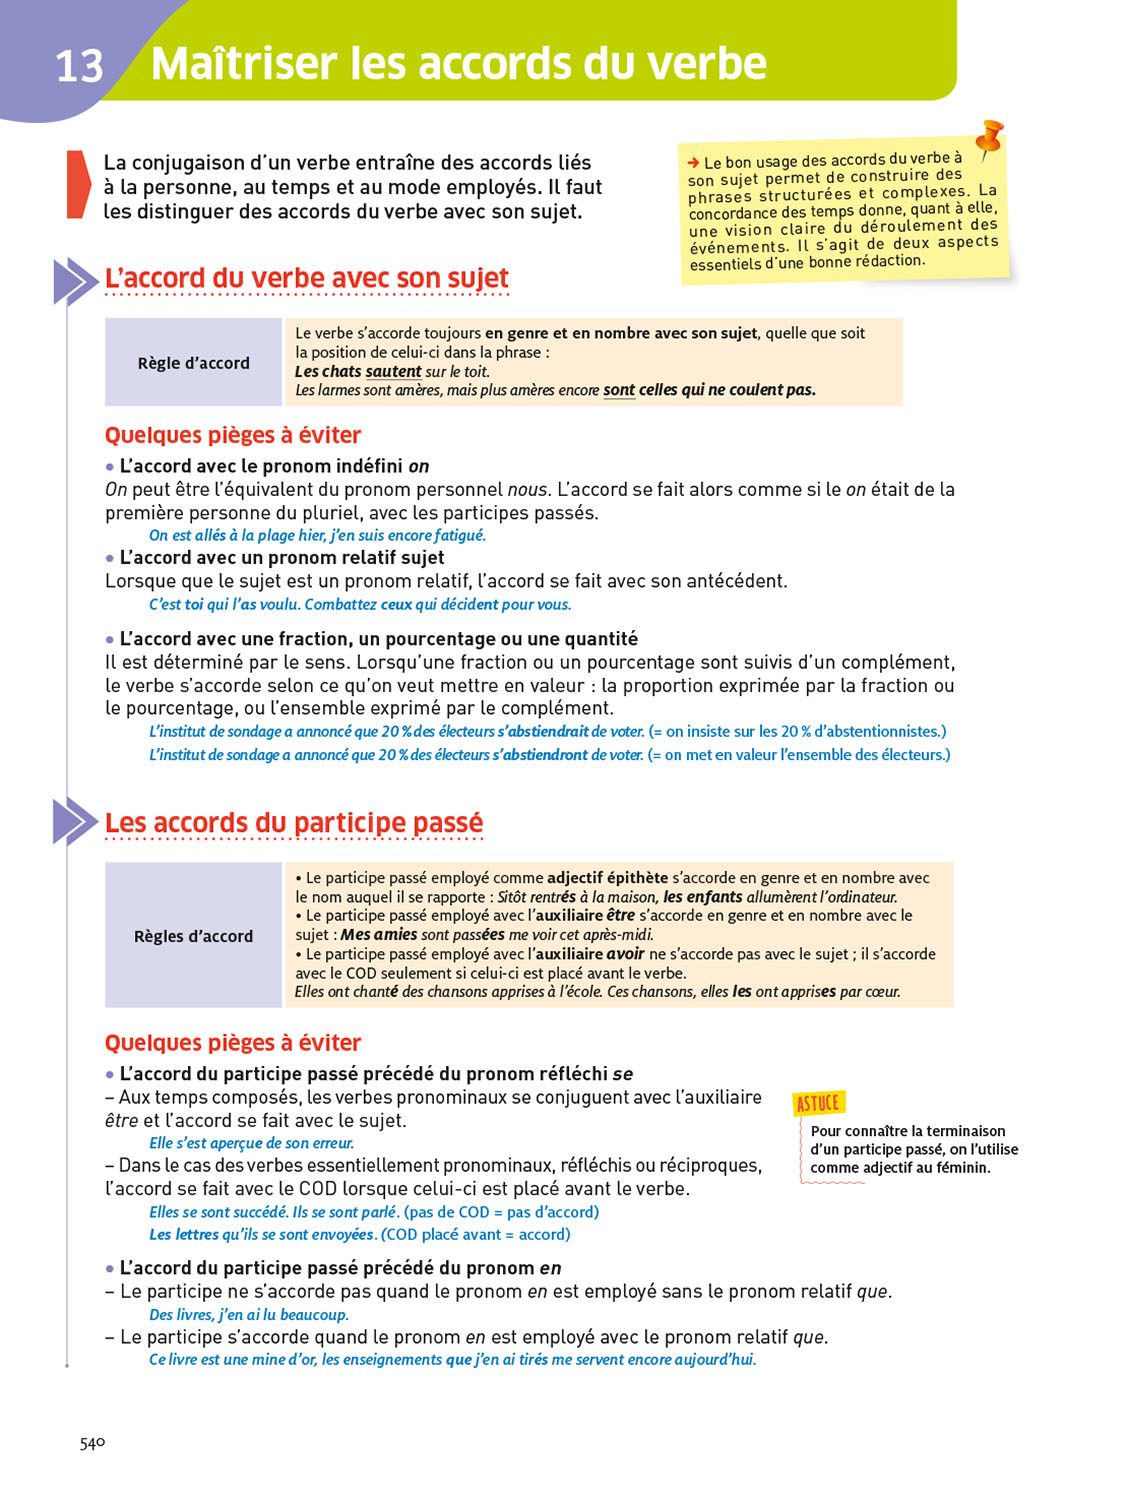 13 Maîtriser les accords du verbe
La conjugaison d'un verbe entraîne des accords liés
à la personne, au temps et au mode employés. Il faut
les distinguer des accords du verbe avec son sujet.
➔ Le bon usage des accords du verbe à
son sujet permet de construire des
phrases structurées et complexes. La
concordance des temps donne, quant à elle,
une vision claire du déroulement des
événements. Il s'agit de deux aspects
essentiels d'une bonne rédaction.
L'accord du verbe avec son sujet
Règle d'accord
Le verbe s'accorde toujours en genre et en nombre avec son sujet, quelle que soit
la position de celui-ci dans la phrase :
Les chats sautent sur le toit.
Les larmes sont amères, mais plus amères encore sont celles qui ne coulent pas.
Quelques pièges à éviter
• L'accord avec le pronom indéfini on
On peut être l'équivalent du pronom personnel nous. L'accord se fait alors comme si le on était de la
première personne du pluriel, avec les participes passés.
On est allés à la plage hier, j'en suis encore fatigué.
• L'accord avec un pronom relatif sujet
Lorsque que le sujet est un pronom relatif, l'accord se fait avec son antécédent.
C'est toi qui l'as voulu. Combattez ceux qui décident pour vous.
• L'accord avec une fraction, un pourcentage ou une quantité
Il est déterminé par le sens. Lorsqu'une fraction ou un pourcentage sont suivis d'un complément,
le verbe s'accorde selon ce qu'on veut mettre en valeur : la proportion exprimée par la fraction ou
le pourcentage, ou l'ensemble exprimé par le complément.
L'institut de sondage a annoncé que 20 % des électeurs s'abstiendrait de voter. (= on insiste sur les 20 % d'abstentionnistes.)
L'institut de sondage a annoncé que 20 % des électeurs s'abstiendront de voter. (= on met en valeur l'ensemble des électeurs.)
Les accords du participe passé
Règles d'accord
• Le participe passé employé comme adjectif épithète s'accorde en genre et en nombre avec
le nom auquel il se rapporte : Sitôt rentrés à la maison, les enfants allumèrent l'ordinateur.
• Le participe passé employé avec l'auxiliaire être s'accorde en genre et en nombre avec le
sujet : Mes amies sont passées me voir cet après-midi.
• Le participe passé employé avec l'auxiliaire avoir ne s'accorde pas avec le sujet ; il s'accorde
avec le COD seulement si celui-ci est placé avant le verbe.
Elles ont chanté des chansons apprises à l'école. Ces chansons, elles les ont apprises par cœur.
Quelques pièges à éviter
• L'accord du participe passé précédé du pronom réfléchi se
– Aux temps composés, les verbes pronominaux se conjuguent avec l'auxiliaire
être et l'accord se fait avec le sujet.
Elle s'est aperçue de son erreur.
– Dans le cas des verbes essentiellement pronominaux, réfléchis ou réciproques,
l'accord se fait avec le COD lorsque celui-ci est placé avant le verbe.
Elles se sont succédé. Ils se sont parlé. (pas de COD = pas d'accord)
Les lettres qu'ils se sont envoyées. (COD placé avant = accord)
ASTUCE
Pour connaître la terminaison
d'un participe passé, on l'utilise
comme adjectif au féminin.
• L'accord du participe passé précédé du pronom en
– Le participe ne s'accorde pas quand le pronom en est employé sans le pronom relatif que.
Des livres, j'en ai lu beaucoup.
– Le participe s'accorde quand le pronom en est employé avec le pronom relatif que.
Ce livre est une mine d'or, les enseignements que j'en ai tirés me servent encore aujourd'hui.
540